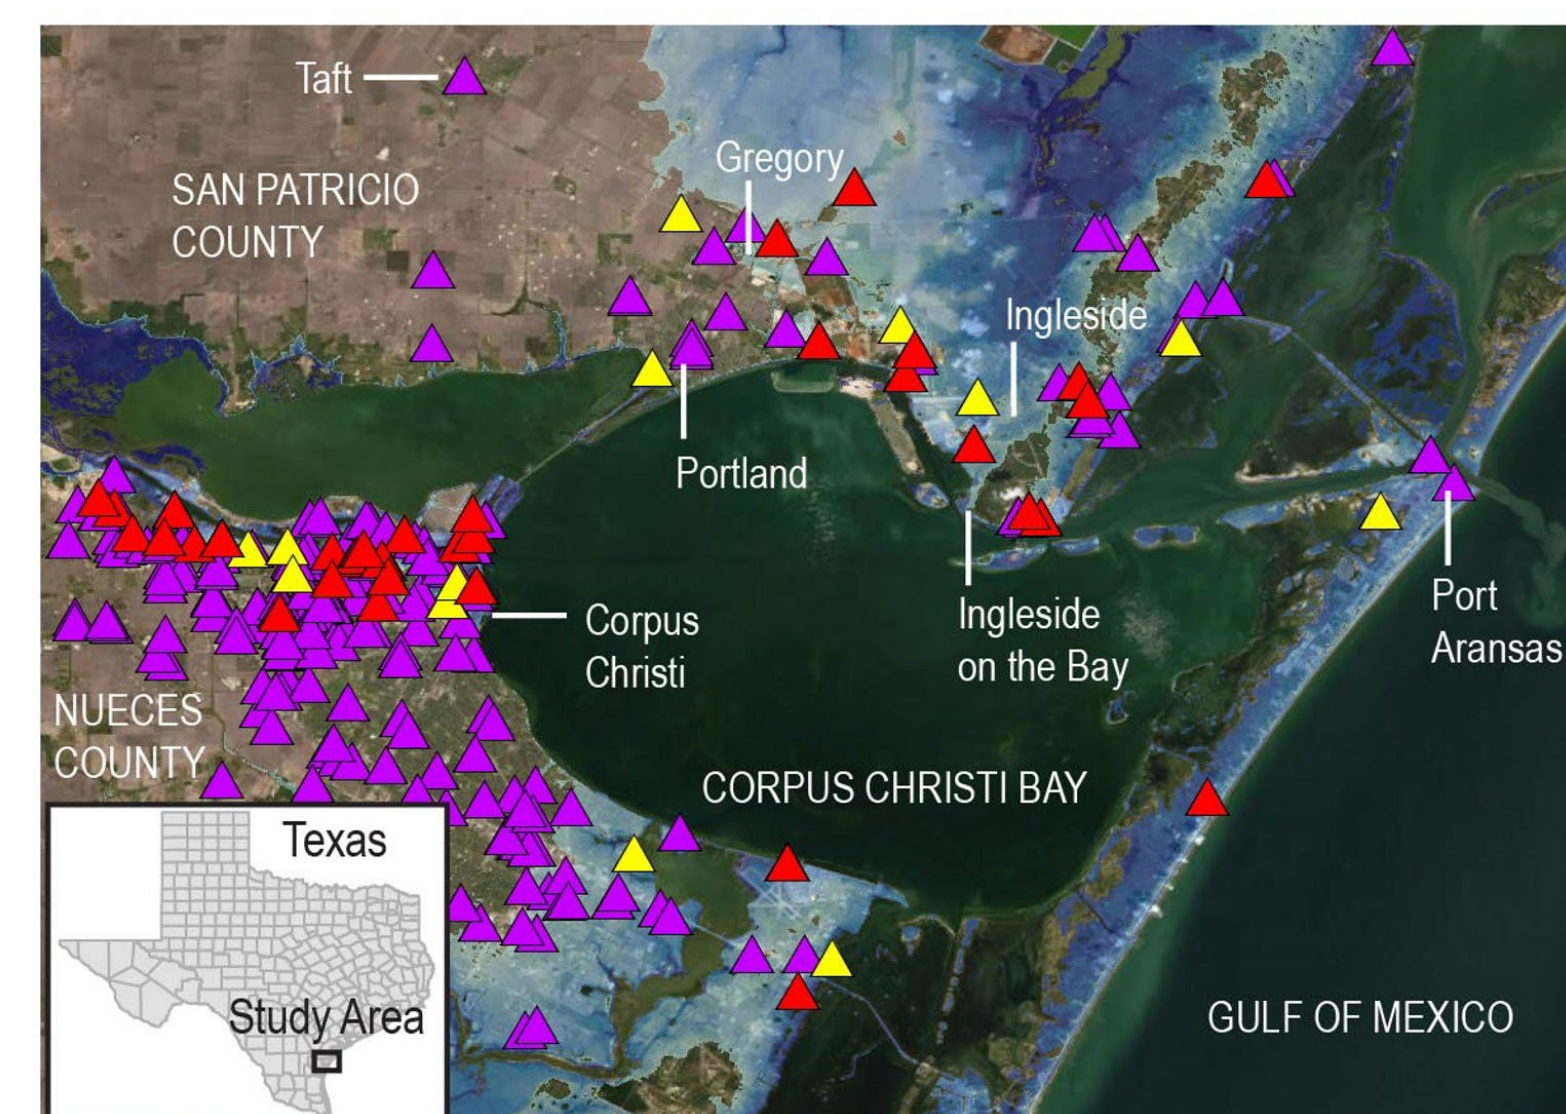 Taft
Gregory
SAN PATRICIO
COUNTY
Ingleside
Portland
Corpus
Christi
Ingleside
on the Bay
Port
Aransas
NUECES
COUNTY
CORPUS CHRISTI BAY
Texas
Study Area
GULF OF MEXICO